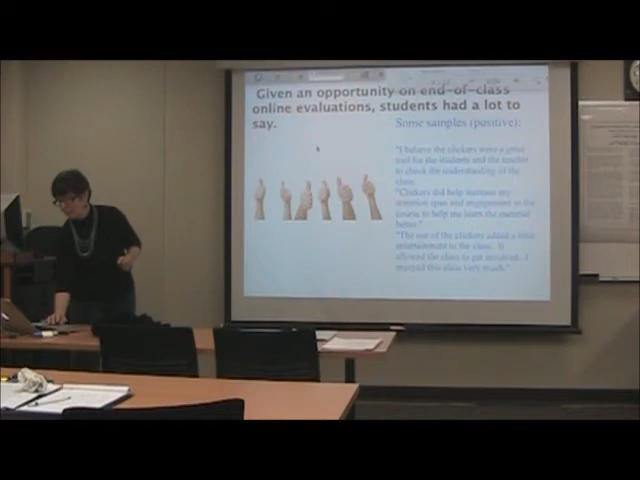 Given an opportunity on end-of-class
online evaluations, students had a lot to
say.
Some samples (positive):
"I believe the clickers were a great
tool for the students and the teacher
to check the understanding of the
class.
"Clickers did help increase my
attention span and engagement in the
course to help me learn the material
better."
"The use of the clickers added a little
entertainment to the class. It
allowed the class to get involved. I
enjoyed this class very much."